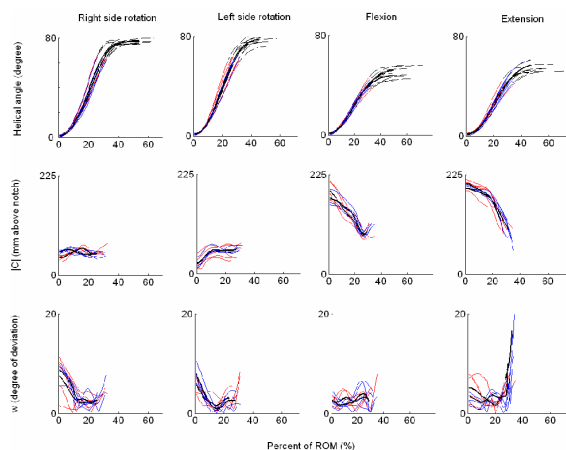 Right side rotation Left side rotation Flexion Extension
Helical angle (degree)
80 80 80 80
0 0 0 0
0 20 40 60 0 20 40 60 0 20 40 60 0 20 40 60
|C| (mm above notch)
225 225 225 225
0 0 0 0
0 20 40 60 0 20 40 60 0 20 40 60 0 20 40 60
w (degree of deviation)
20 20 20 20
0 0 0 0
0 20 40 60 0 20 40 60 0 20 40 60 0 20 40 60
Percent of ROM (%)